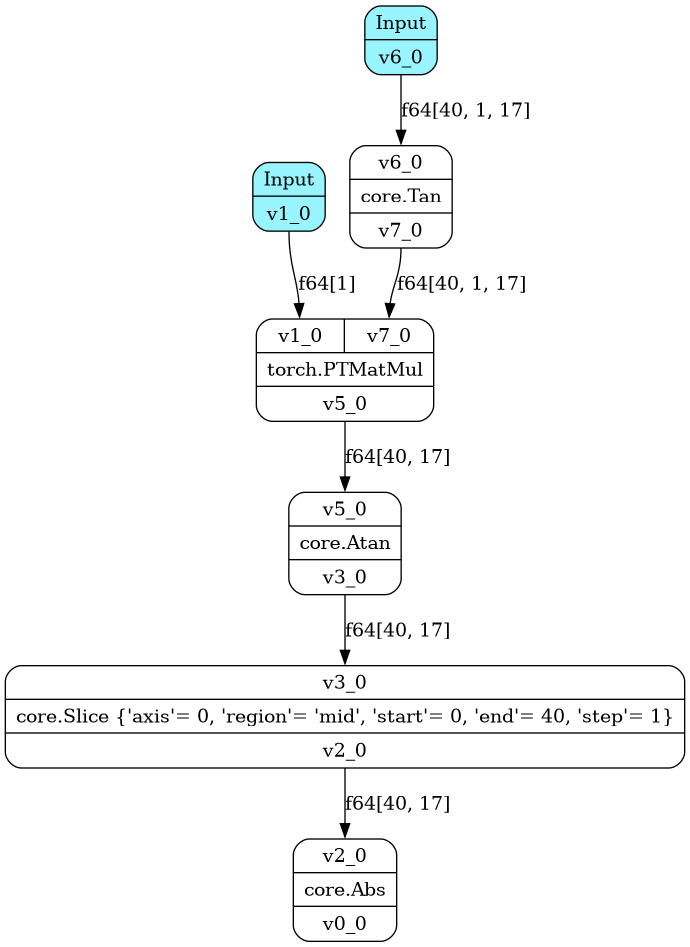 Input
v6_0
f64[40, 1, 17]
v6_0
core.Tan
v7_0
Input
v1_0
f64[1]
f64[40, 1, 17]
v1_0 v7_0
torch.PTMatMul
v5_0
f64[40, 17]
v5_0
core.Atan
v3_0
f64[40, 17]
v3_0
core.Slice {'axis'= 0, 'region'= 'mid', 'start'= 0, 'end'= 40, 'step'= 1}
v2_0
f64[40, 17]
v2_0
core.Abs
v0_0